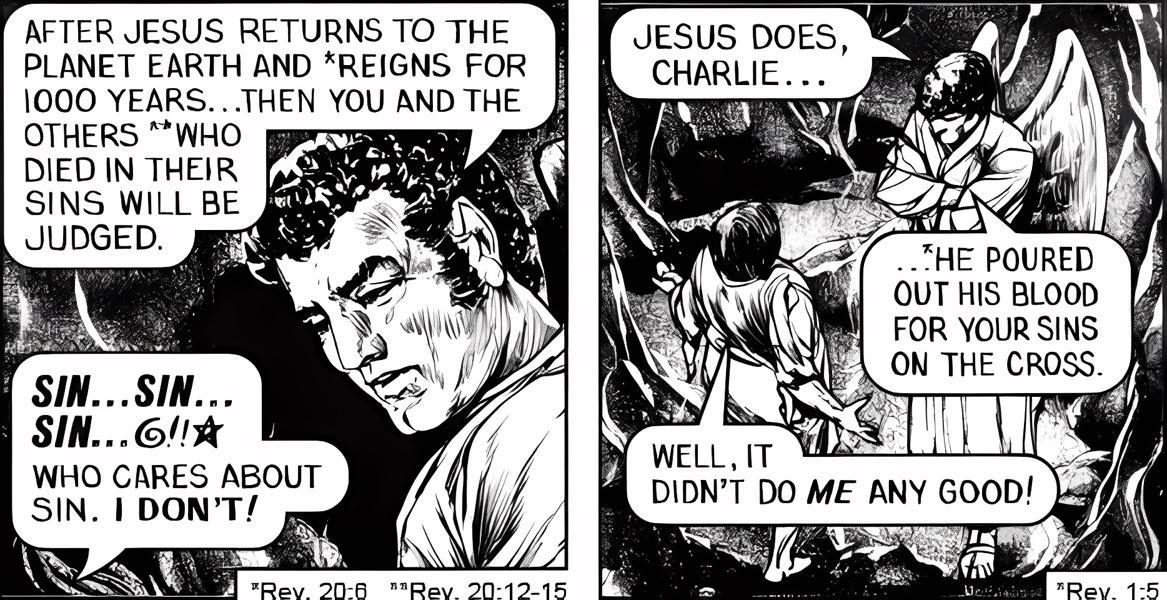 AFTER JESUS RETURNS TO THE
PLANET EARTH AND *REIGNS FOR
1000 YEARS...THEN YOU AND THE
OTHERS **WHO
DIED IN THEIR
SINS WILL BE
JUDGED.
SIN...SIN...
SIN...@!!★
WHO CARES ABOUT
SIN. I DON'T!
*Rev. 20:6 **Rev. 20:12-15
JESUS DOES,
CHARLIE...
...*HE POURED
OUT HIS BLOOD
FOR YOUR SINS
ON THE CROSS.
WELL, IT
DIDN'T DO ME ANY GOOD!
*Rev. 1:5